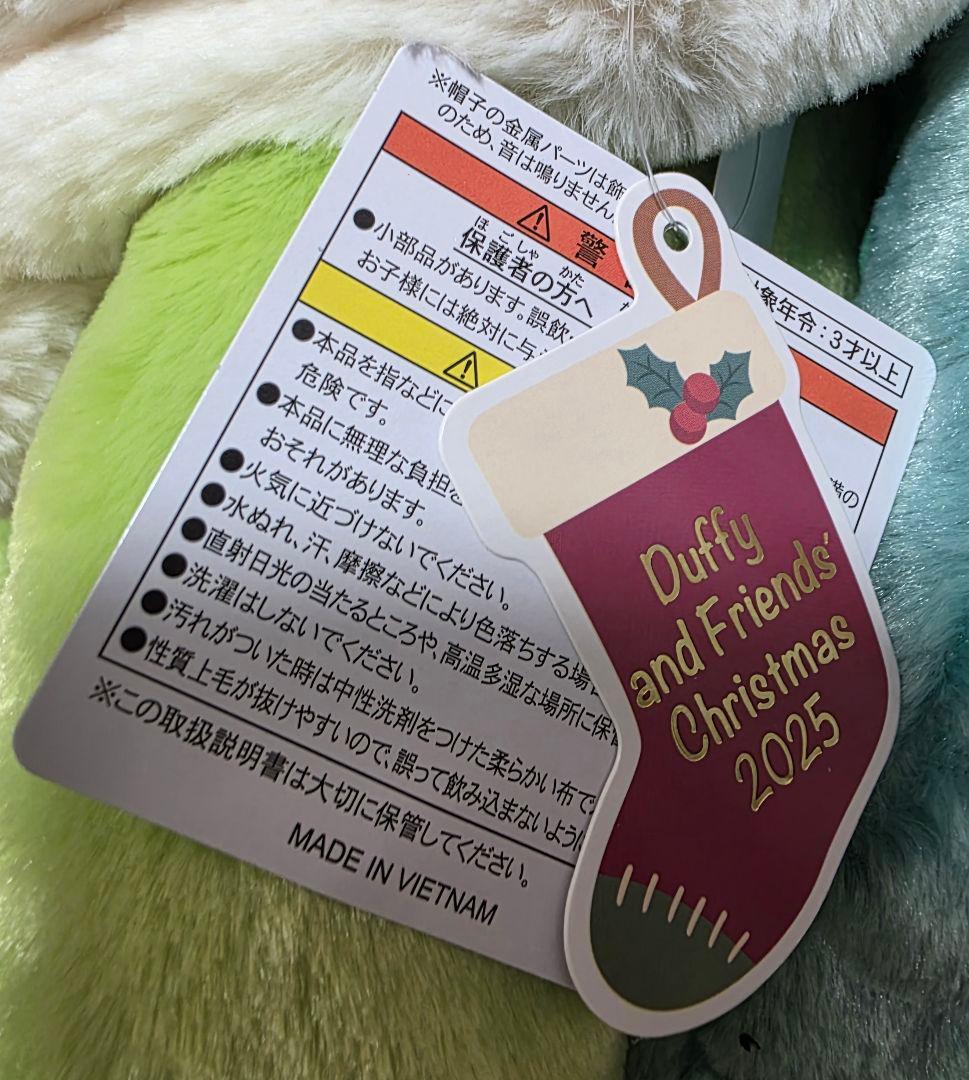 ※帽子の金属パーツは飾
のため、音は鳴りません
対象年令：3才以上
警
ほごしゃ かた
保護者の方へ
●小部品があります。誤飲
お子様には絶対に与
●本品を指などに
危険です。
●本品に無理な負担を
おそれがあります。
●火気に近づけないでください。
●水ぬれ、汗、摩擦などにより色落ちする場
●直射日光の当たるところや、高温多湿な場所に保
●洗濯はしないでください。
●汚れがついた時は中性洗剤をつけた柔らかい布で
●性質上毛が抜けやすいので、誤って飲み込まないように
※この取扱説明書は大切に保管してください。
MADE IN VIETNAM
Duffy
and Friends'
Christmas
2025